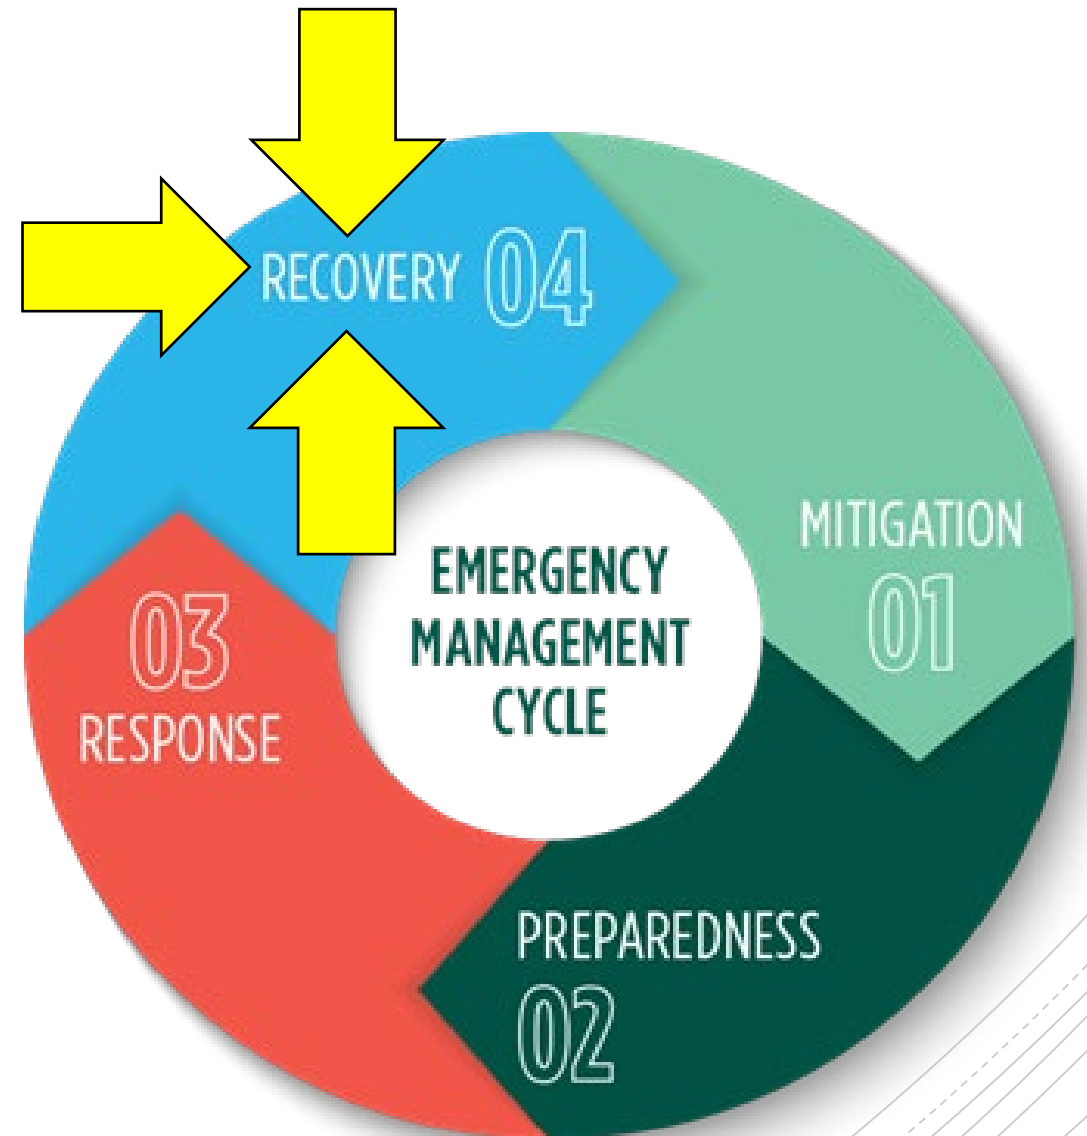 RECOVERY 04
MITIGATION
01
EMERGENCY
MANAGEMENT
CYCLE
03
RESPONSE
PREPAREDNESS
02